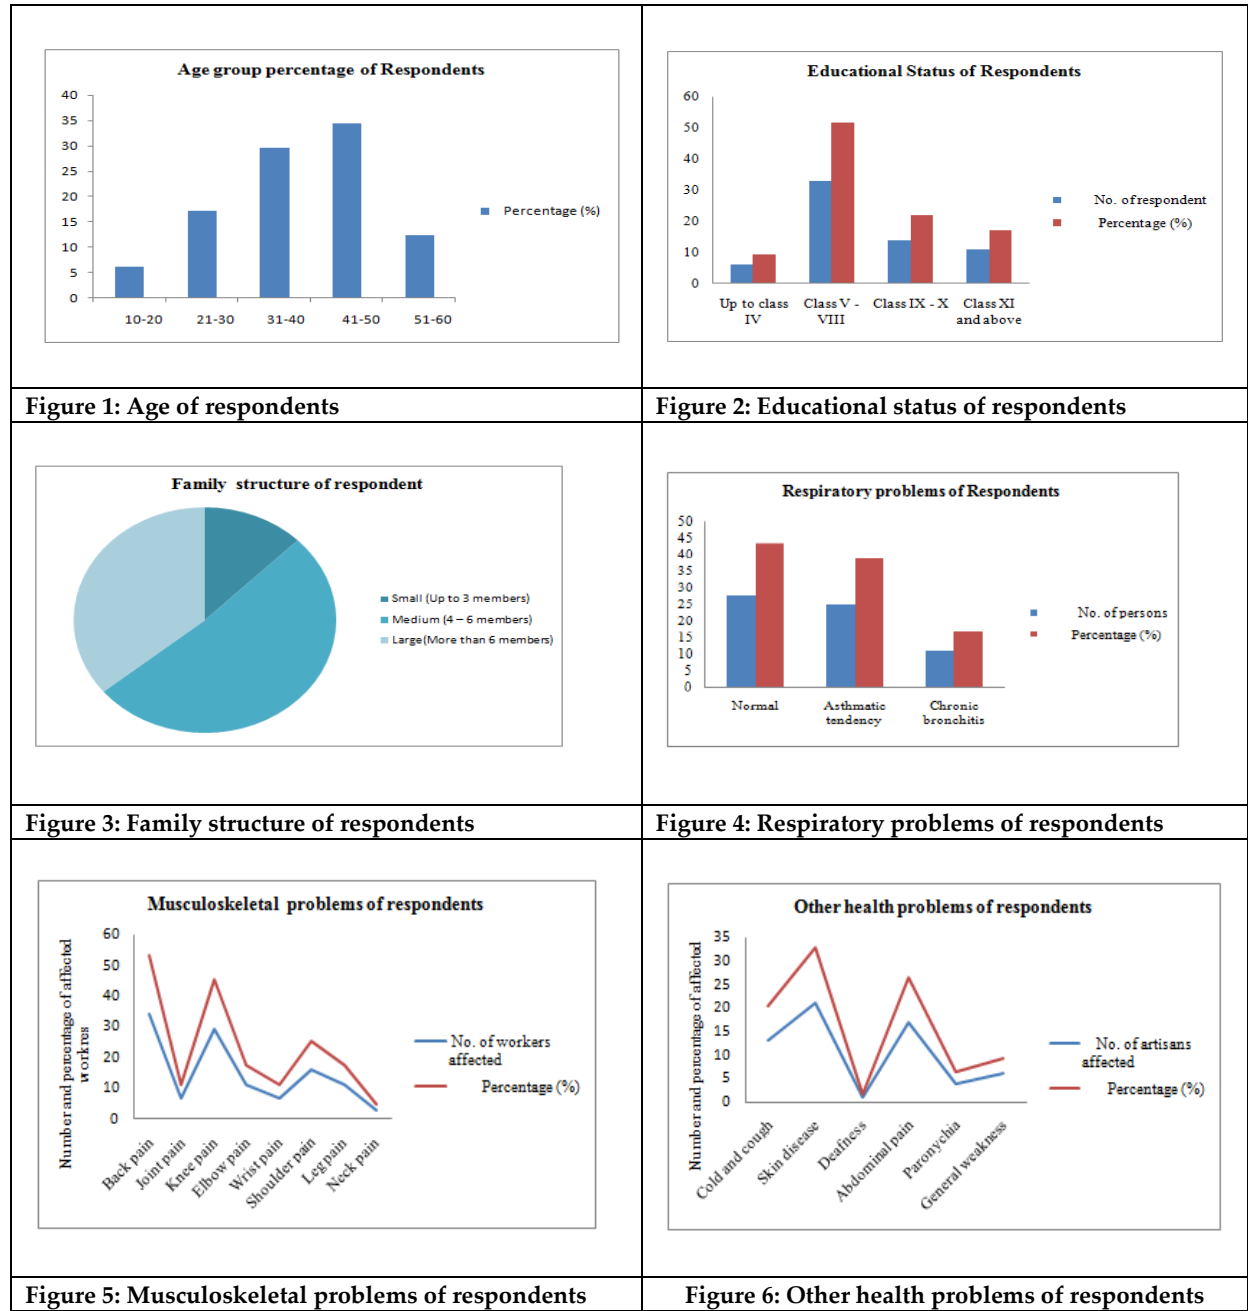 Age group percentage of Respondents
40
35
30
25
20
15
10
5
0
10-20 21-30 31-40 41-50 51-60
Percentage (%)
Figure 1: Age of respondents
Educational Status of Respondents
60
50
40
30
20
10
0
Up to class IV
Class V - VIII
Class IX - X
Class XI and above
No. of respondent
Percentage (%)
Figure 2: Educational status of respondents
Family structure of respondent
Small (Up to 3 members)
Medium (4 – 6 members)
Large(More than 6 members)
Figure 3: Family structure of respondents
Respiratory problems of Respondents
50
45
40
35
30
25
20
15
10
5
0
Normal
Asthmatic tendency
Chronic bronchitis
No. of persons
Percentage (%)
Figure 4: Respiratory problems of respondents
Musculoskeletal problems of respondents
Number and percentage of affected
workres
60
50
40
30
20
10
0
Back pain
Joint pain
Knee pain
Elbow pain
Wrist pain
Shoulder pain
Leg pain
Neck pain
No. of workers
affected
Percentage (%)
Figure 5: Musculoskeletal problems of respondents
Other health problems of respondents
Number and percentage of affected
35
30
25
20
15
10
5
0
Cold and cough
Skin disease
Deafness
Abdominal pain
Paronychia
General weakness
No. of artisans
affected
Percentage (%)
Figure 6: Other health problems of respondents